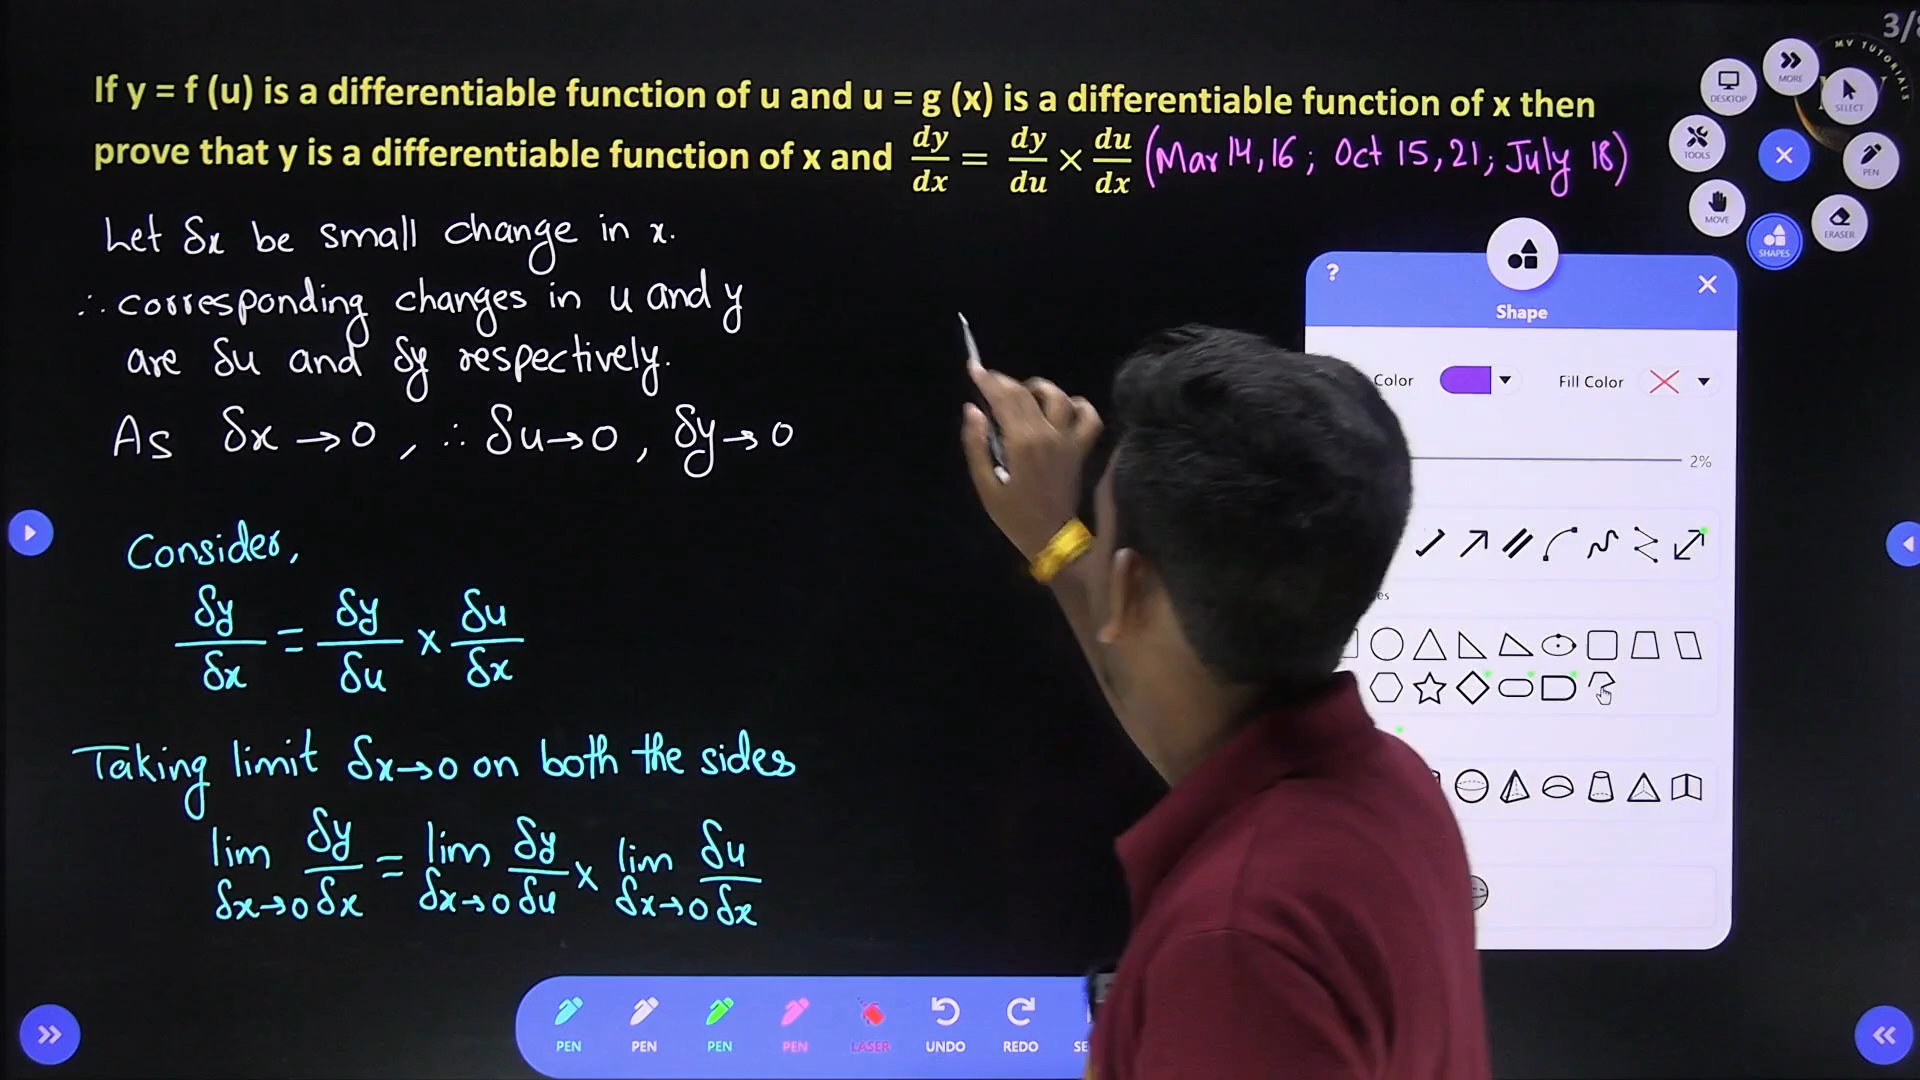 3/8
If y = f (u) is a differentiable function of u and u = g (x) is a differentiable function of x then
prove that y is a differentiable function of x and dy/dx = dy/du × du/dx (Mar 14, 16 ; Oct 15, 21 ; July 18)
Let δx be small change in x.
∴ corresponding changes in u and y
are δu and δy respectively.
As δx → 0 , ∴ δu → 0 , δy → 0
Consider,
δy/δx = δy/δu × δu/δx
Taking limit δx → 0 on both the sides
lim δx→0 δy/δx = lim δx→0 δy/δu × lim δx→0 δu/δx
MV TUTORIALS
DESKTOP
MORE
SELECT
TOOLS
PEN
MOVE
SHAPES
ERASER
?
Shape
Color
Fill Color
2%
PEN PEN PEN PEN LASER UNDO REDO